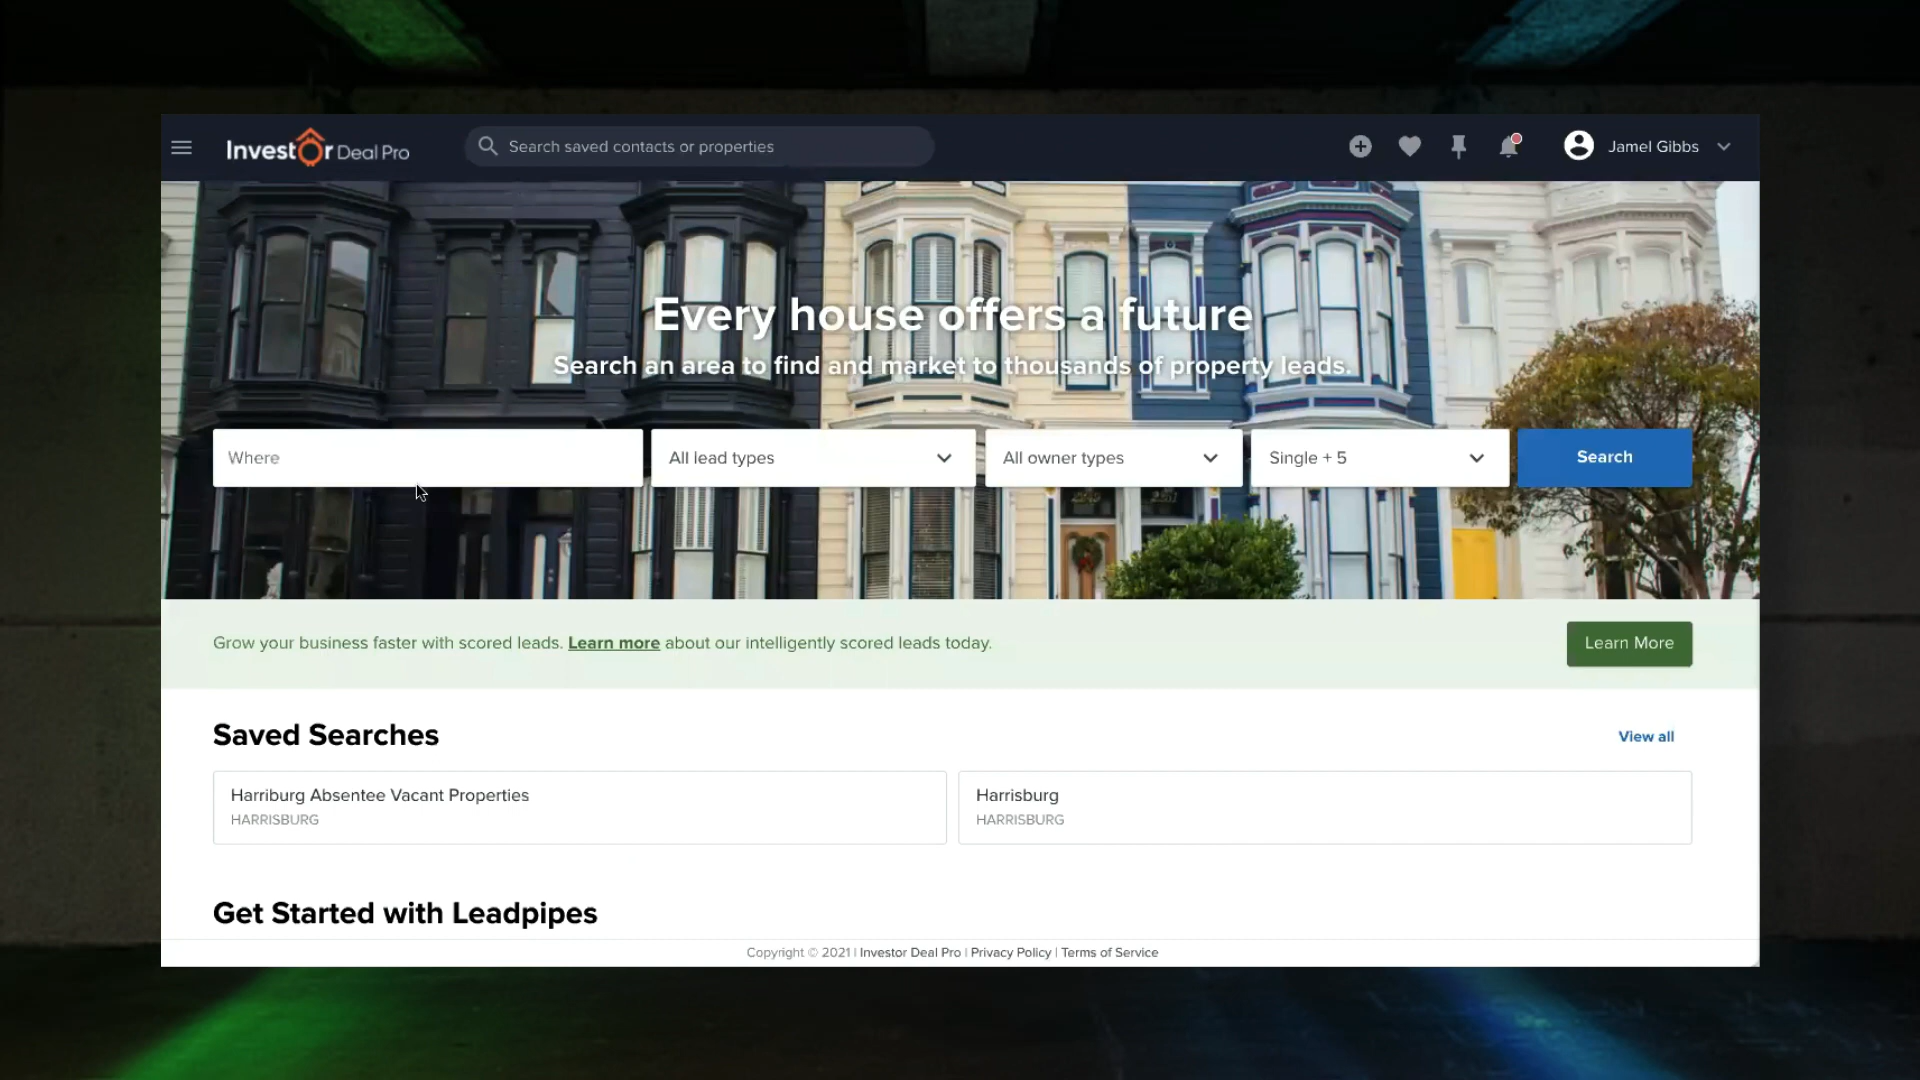 InvestOr Deal Pro
Search saved contacts or properties
Jamel Gibbs
Every house offers a future
Search an area to find and market to thousands of property leads.
Where
All lead types
All owner types
Single + 5
Search
Grow your business faster with scored leads. Learn more about our intelligently scored leads today.
Learn More
Saved Searches
View all
Harriburg Absentee Vacant Properties
HARRISBURG
Harrisburg
HARRISBURG
Get Started with Leadpipes
Copyright © 2021 | Investor Deal Pro | Privacy Policy | Terms of Service